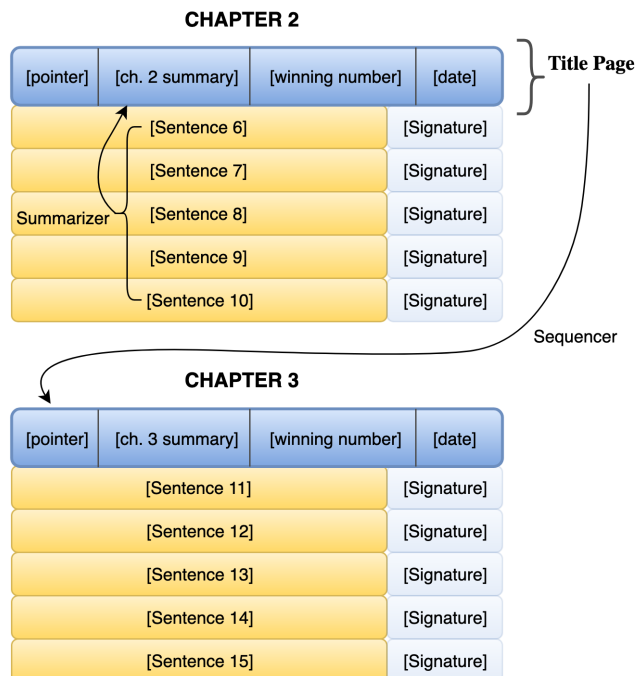 CHAPTER 2
[pointer] [ch. 2 summary] [winning number] [date]
Title Page
[Sentence 6] [Signature]
[Sentence 7] [Signature]
Summarizer [Sentence 8] [Signature]
[Sentence 9] [Signature]
[Sentence 10] [Signature]
Sequencer
CHAPTER 3
[pointer] [ch. 3 summary] [winning number] [date]
[Sentence 11] [Signature]
[Sentence 12] [Signature]
[Sentence 13] [Signature]
[Sentence 14] [Signature]
[Sentence 15] [Signature]